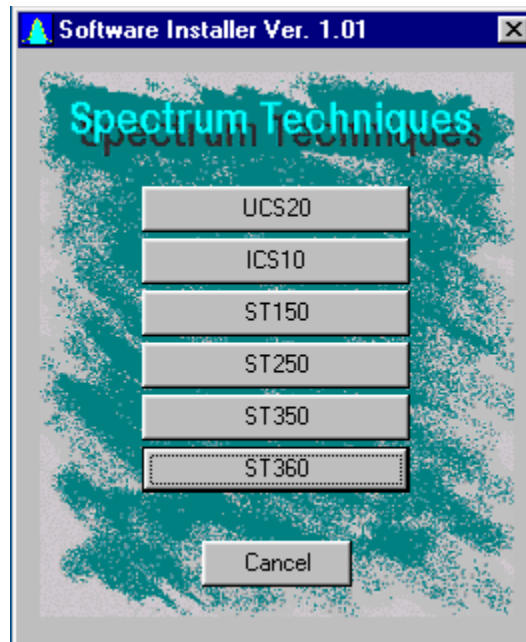 Software Installer Ver. 1.01
Spectrum Techniques
UCS20
ICS10
ST150
ST250
ST350
ST360
Cancel